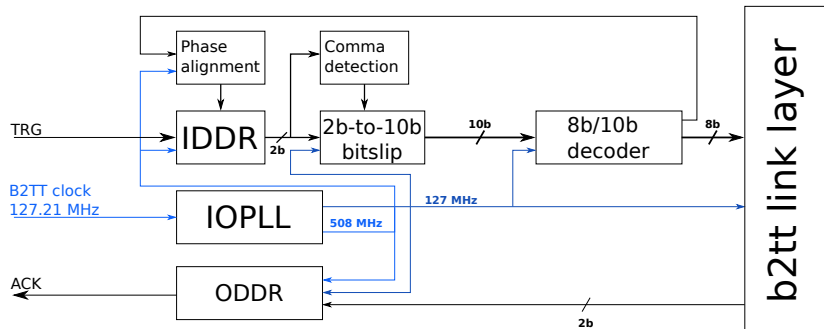 Phase
alignment
Comma
detection
TRG
IDDR
2b
2b-to-10b
bitslip
10b
8b/10b
decoder
8b
b2tt link layer
B2TT clock
127.21 MHz
IOPLL
127 MHz
508 MHz
ACK
ODDR
2b